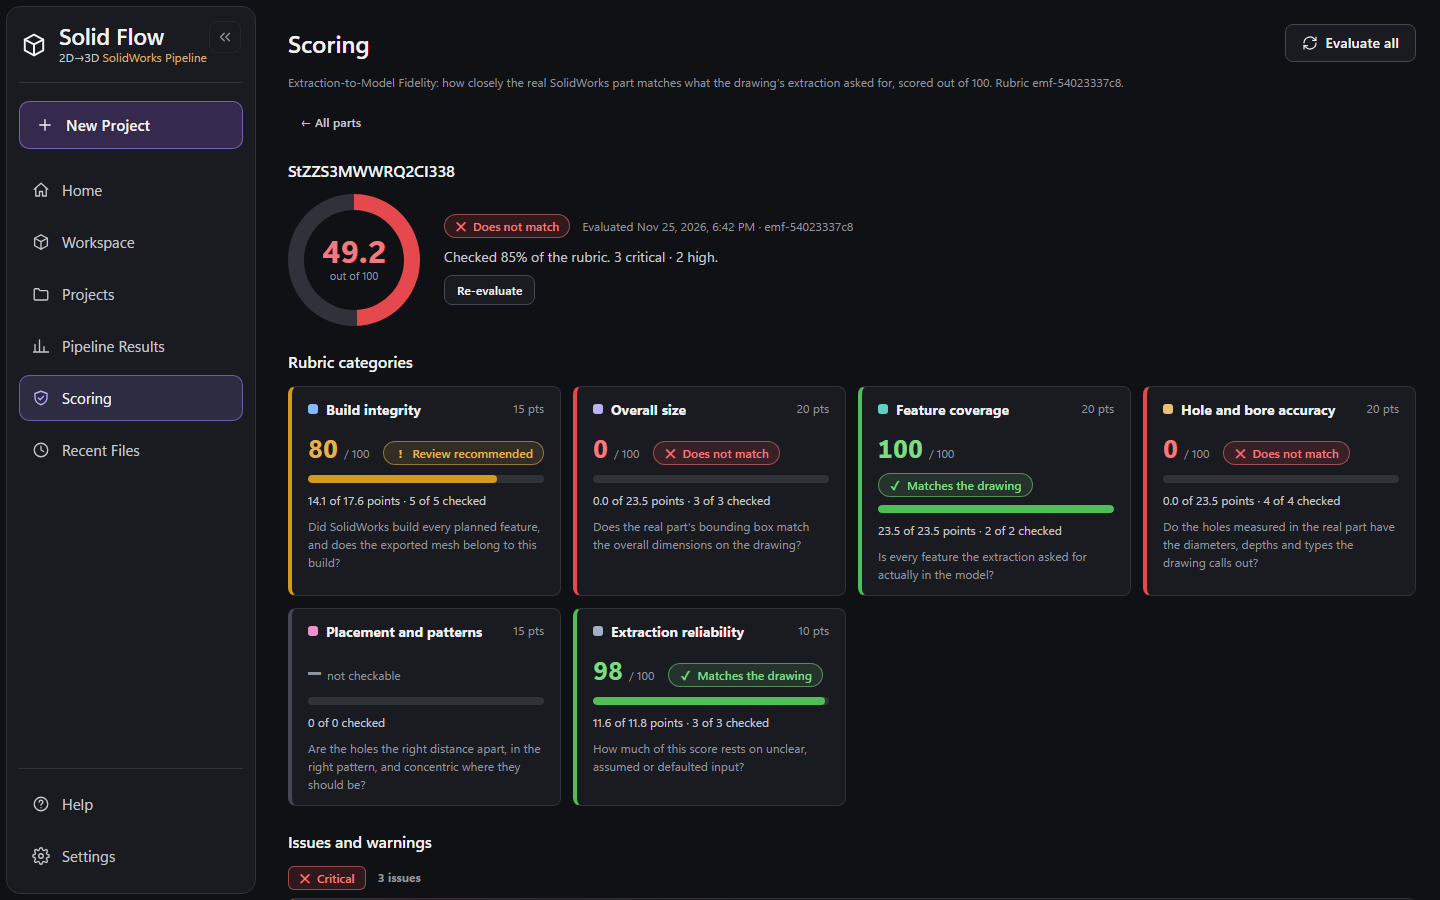 Solid Flow
2D→3D SolidWorks Pipeline
New Project
Home
Workspace
Projects
Pipeline Results
Scoring
Recent Files
Help
Settings
Scoring
Evaluate all
Extraction-to-Model Fidelity: how closely the real SolidWorks part matches what the drawing's extraction asked for, scored out of 100. Rubric emf-54023337c8.
← All parts
StZZS3MWWRQ2CI338
49.2
out of 100
Does not match
Evaluated Nov 25, 2026, 6:42 PM · emf-54023337c8
Checked 85% of the rubric. 3 critical · 2 high.
Re-evaluate
Rubric categories
Build integrity 15 pts
80 / 100 ! Review recommended
14.1 of 17.6 points · 5 of 5 checked
Did SolidWorks build every planned feature,
and does the exported mesh belong to this
build?
Overall size 20 pts
0 / 100 Does not match
0.0 of 23.5 points · 3 of 3 checked
Does the real part's bounding box match
the overall dimensions on the drawing?
Feature coverage 20 pts
100 / 100
✓ Matches the drawing
23.5 of 23.5 points · 2 of 2 checked
Is every feature the extraction asked for
actually in the model?
Hole and bore accuracy 20 pts
0 / 100 Does not match
0.0 of 23.5 points · 4 of 4 checked
Do the holes measured in the real part have
the diameters, depths and types the
drawing calls out?
Placement and patterns 15 pts
— not checkable
0 of 0 checked
Are the holes the right distance apart, in the
right pattern, and concentric where they
should be?
Extraction reliability 10 pts
98 / 100 ✓ Matches the drawing
11.6 of 11.8 points · 3 of 3 checked
How much of this score rests on unclear,
assumed or defaulted input?
Issues and warnings
Critical 3 issues